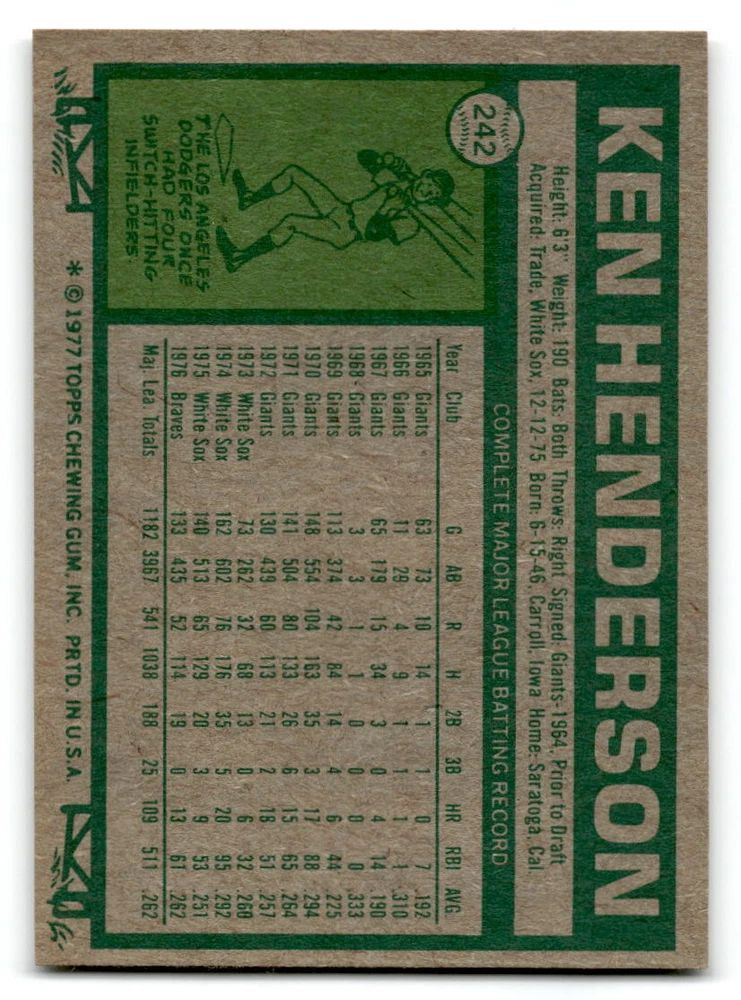 242
KEN HENDERSON
Height: 6'3" Weight: 190 Bats: Both Throws: Right Signed: Giants-1964, Prior to Draft
Acquired: Trade, White Sox, 12-12-75 Born: 6-15-46, Carroll, Iowa Home: Saratoga, Cal
THE LOS ANGELES
DODGERS ONCE
HAD FOUR
SWITCH-HITTING
INFIELDERS.
COMPLETE MAJOR LEAGUE BATTING RECORD
Year Club G AB R H 2B 3B HR RBI AVG
1965 Giants 63 73 10 14 1 1 0 7 .192
1966 Giants 11 29 4 9 1 1 1 1 .310
1967 Giants 65 179 15 34 3 0 4 14 .190
1968 Giants 3 3 1 1 0 0 0 0 .333
1969 Giants 113 374 42 84 14 4 6 44 .225
1970 Giants 148 554 104 163 35 3 17 88 .294
1971 Giants 141 504 80 133 26 6 15 65 .264
1972 Giants 130 439 60 113 21 2 18 51 .257
1973 White Sox 73 262 32 68 13 0 6 32 .260
1974 White Sox 162 602 76 176 35 5 20 95 .292
1975 White Sox 140 513 65 129 20 3 9 53 .251
1976 Braves 133 435 52 114 19 0 13 61 .262
Maj. Lea. Totals 1182 3967 541 1038 188 25 109 511 .262
* © 1977 TOPPS CHEWING GUM, INC. PRTD. IN U.S.A.